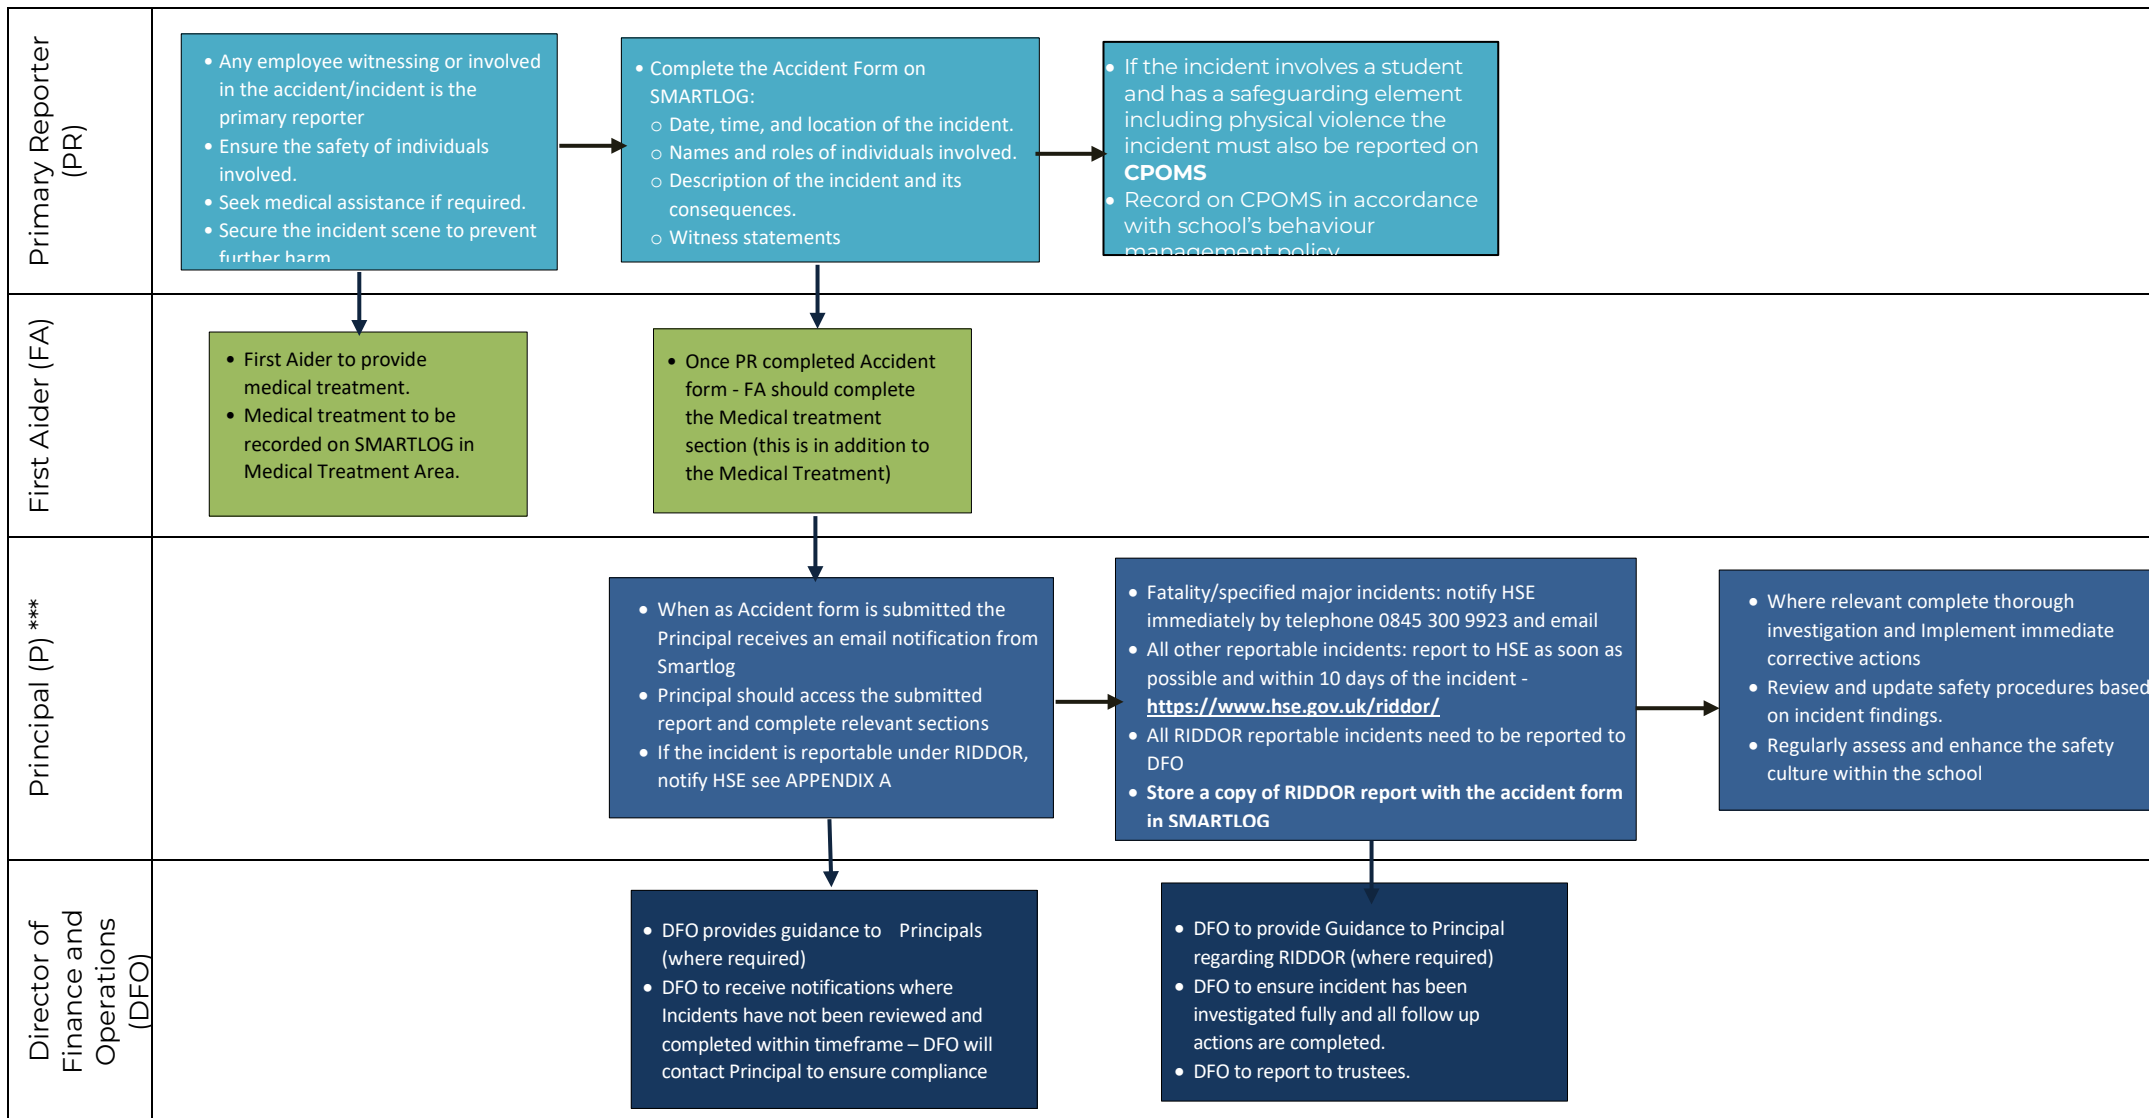 Primary Reporter
(PR)
• Any employee witnessing or involved
in the accident/incident is the
primary reporter
• Ensure the safety of individuals
involved.
• Seek medical assistance if required.
• Secure the incident scene to prevent
further harm
• Complete the Accident Form on
SMARTLOG:
o Date, time, and location of the incident.
o Names and roles of individuals involved.
o Description of the incident and its
consequences.
o Witness statements
• If the incident involves a student
and has a safeguarding element
including physical violence the
incident must also be reported on
CPOMS
• Record on CPOMS in accordance
with school's behaviour
management policy
First Aider (FA)
• First Aider to provide
medical treatment.
• Medical treatment to be
recorded on SMARTLOG in
Medical Treatment Area.
• Once PR completed Accident
form - FA should complete
the Medical treatment
section (this is in addition to
the Medical Treatment)
Principal (P) ***
• When as Accident form is submitted the
Principal receives an email notification from
Smartlog
• Principal should access the submitted
report and complete relevant sections
• If the incident is reportable under RIDDOR,
notify HSE see APPENDIX A
• Fatality/specified major incidents: notify HSE
immediately by telephone 0845 300 9923 and email
• All other reportable incidents: report to HSE as soon as
possible and within 10 days of the incident -
https://www.hse.gov.uk/riddor/
• All RIDDOR reportable incidents need to be reported to
DFO
• Store a copy of RIDDOR report with the accident form
in SMARTLOG
• Where relevant complete thorough
investigation and Implement immediate
corrective actions
• Review and update safety procedures based
on incident findings.
• Regularly assess and enhance the safety
culture within the school
Director of
Finance and
Operations
(DFO)
• DFO provides guidance to Principals
(where required)
• DFO to receive notifications where
Incidents have not been reviewed and
completed within timeframe – DFO will
contact Principal to ensure compliance
• DFO to provide Guidance to Principal
regarding RIDDOR (where required)
• DFO to ensure incident has been
investigated fully and all follow up
actions are completed.
• DFO to report to trustees.